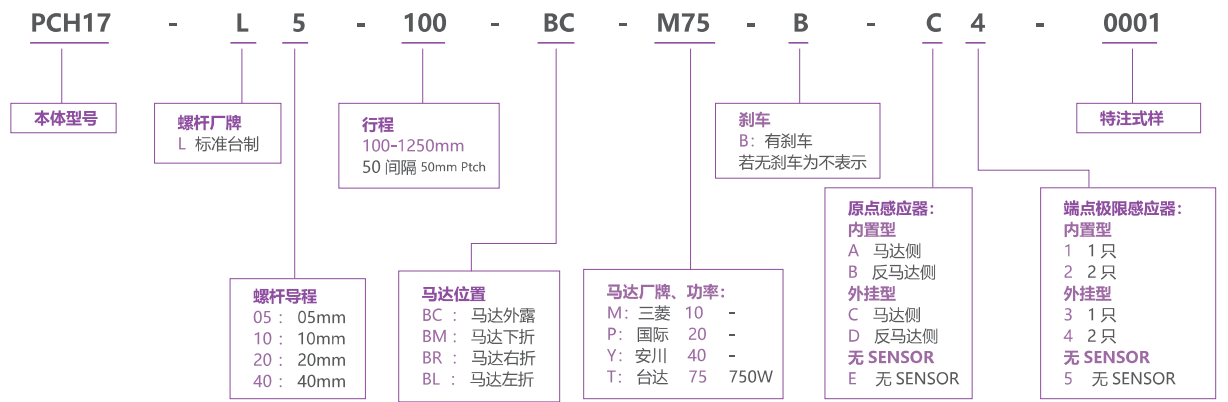 PCH17 - L 5 - 100 - BC - M75 - B - C 4 - 0001
本体型号
螺杆厂牌
L 标准台制
行程
100-1250mm
50 间隔 50mm Ptch
刹车
B: 有刹车
若无刹车为不表示
特注式样
螺杆导程
05 : 05mm
10 : 10mm
20 : 20mm
40 : 40mm
马达位置
BC : 马达外露
BM : 马达下折
BR : 马达右折
BL : 马达左折
马达厂牌、功率:
M: 三菱 10 -
P: 国际 20 -
Y: 安川 40 -
T: 台达 75 750W
原点感应器:
内置型
A 马达侧
B 反马达侧
外挂型
C 马达侧
D 反马达侧
无 SENSOR
E 无 SENSOR
端点极限感应器:
内置型
1 1 只
2 2 只
外挂型
3 1 只
4 2 只
无 SENSOR
5 无 SENSOR